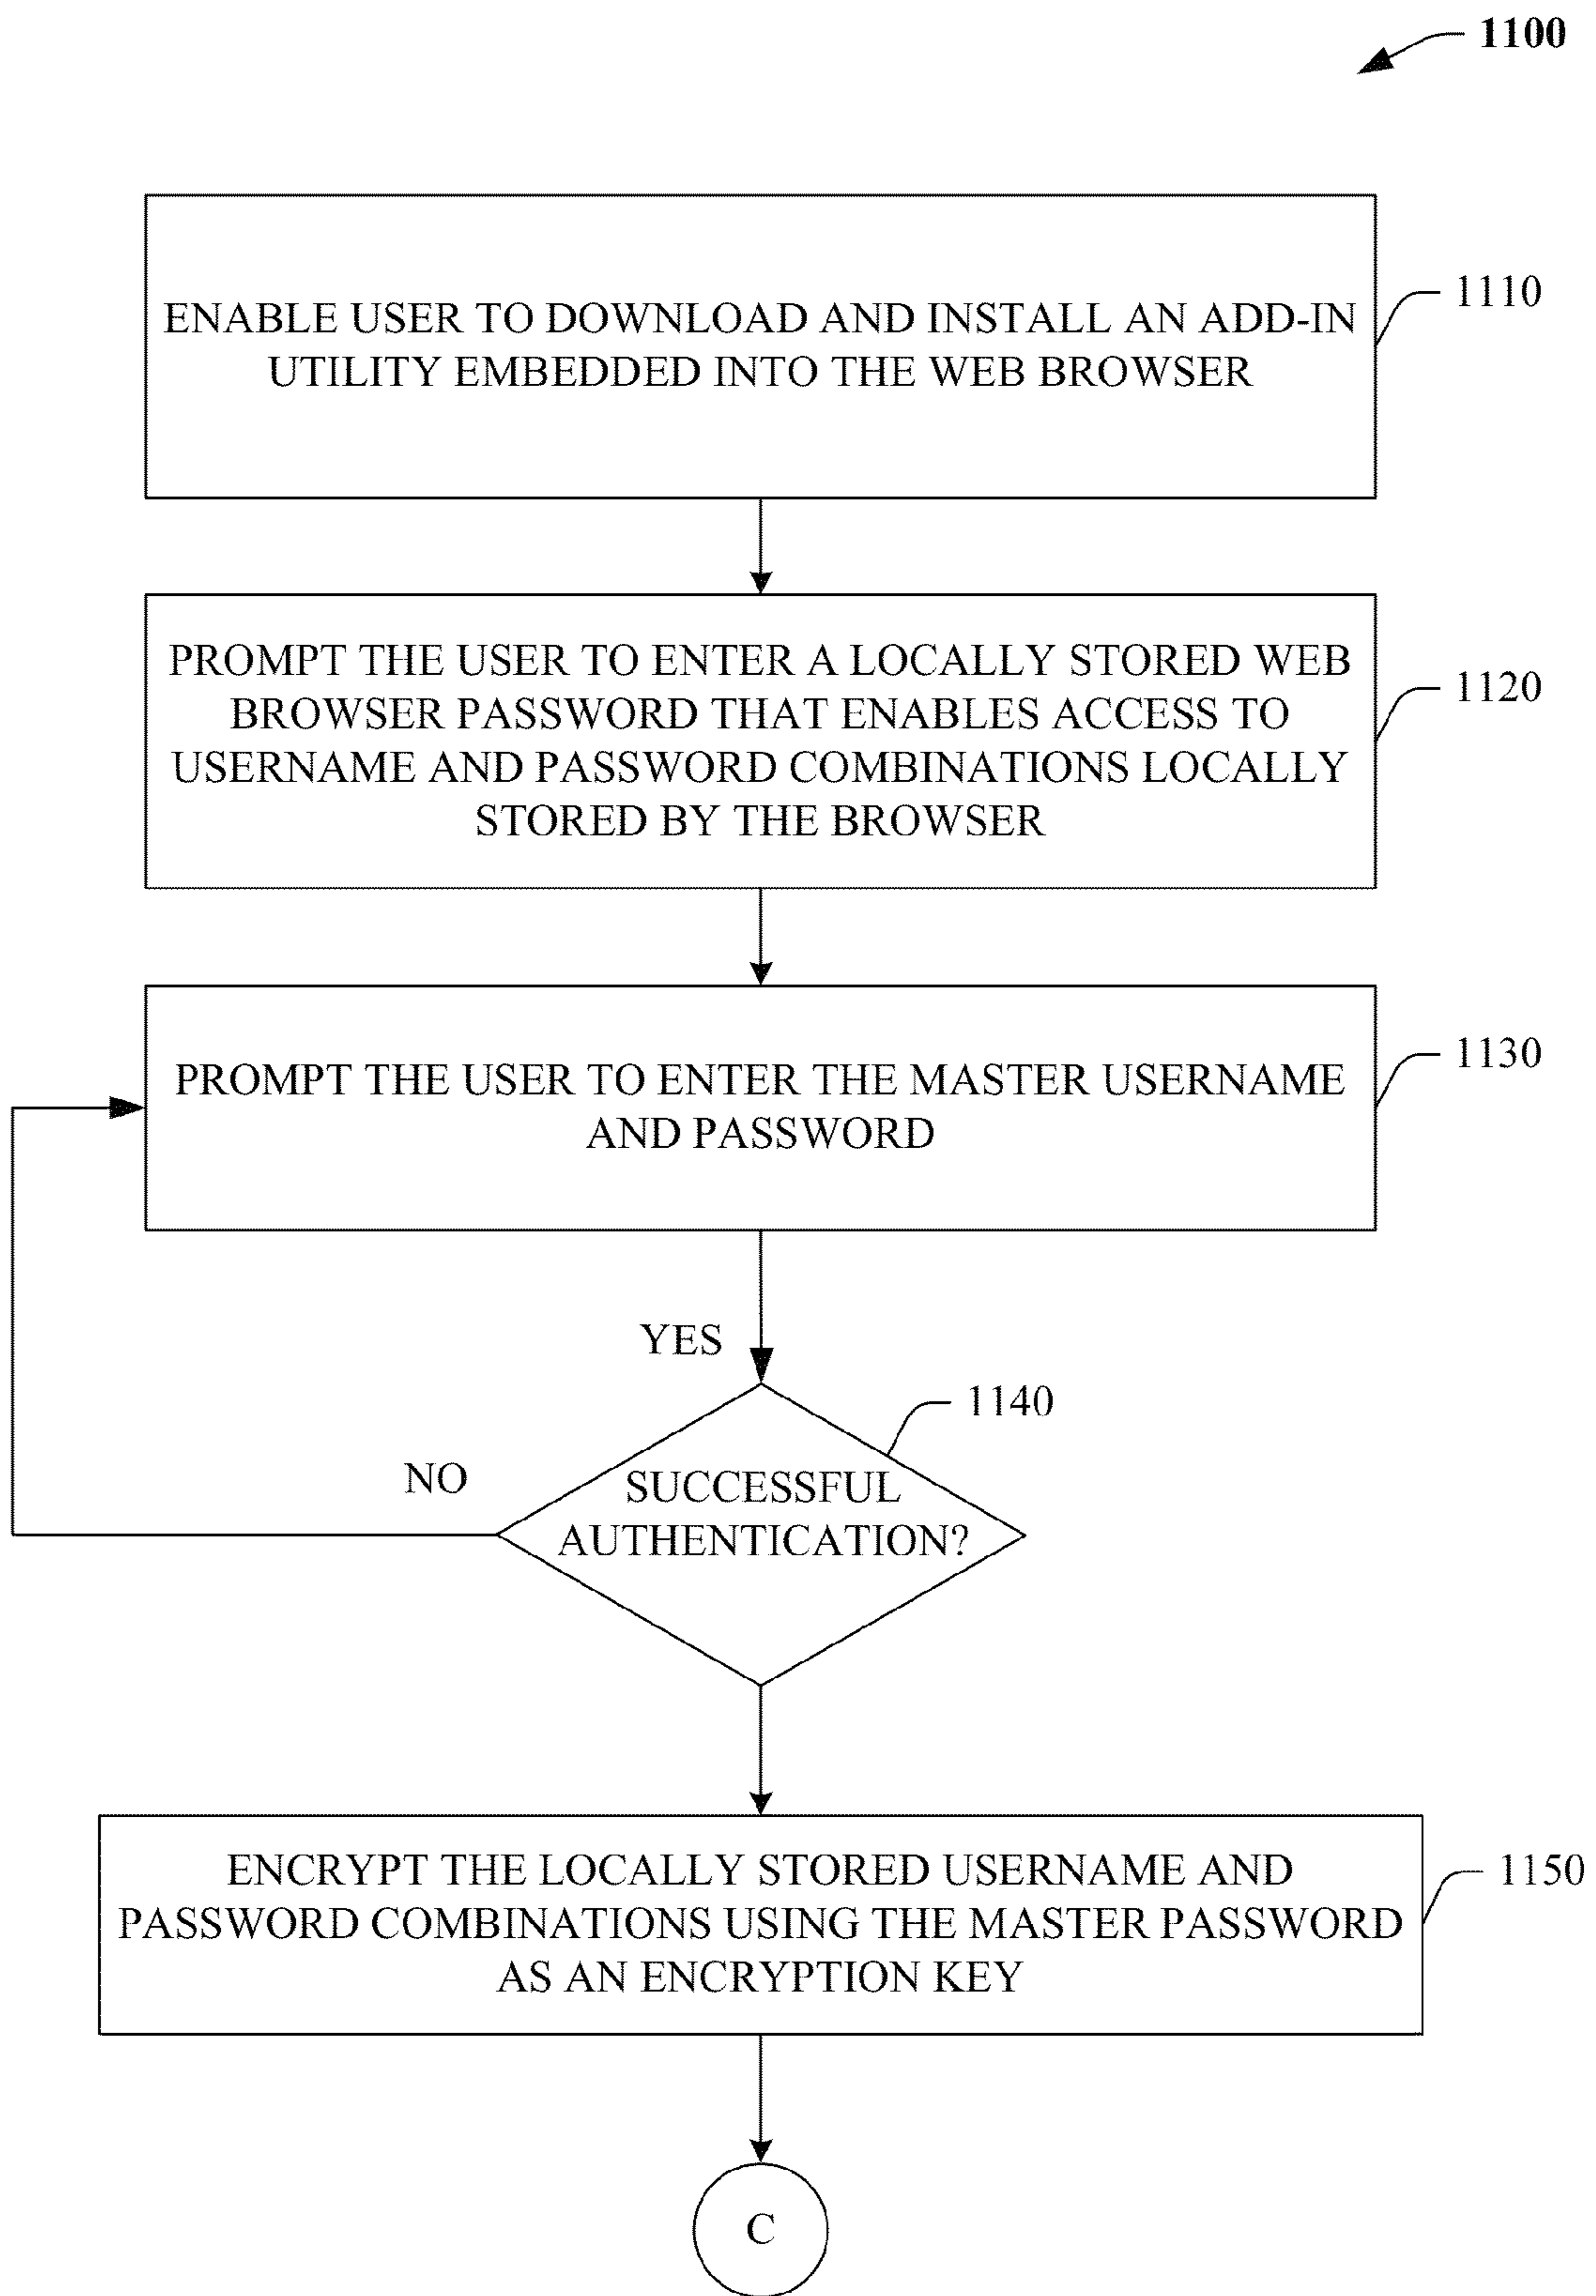 1100
ENABLE USER TO DOWNLOAD AND INSTALL AN ADD-IN
UTILITY EMBEDDED INTO THE WEB BROWSER
1110
PROMPT THE USER TO ENTER A LOCALLY STORED WEB
BROWSER PASSWORD THAT ENABLES ACCESS TO
USERNAME AND PASSWORD COMBINATIONS LOCALLY
STORED BY THE BROWSER
1120
PROMPT THE USER TO ENTER THE MASTER USERNAME
AND PASSWORD
1130
YES
1140
NO
SUCCESSFUL
AUTHENTICATION?
ENCRYPT THE LOCALLY STORED USERNAME AND
PASSWORD COMBINATIONS USING THE MASTER PASSWORD
AS AN ENCRYPTION KEY
1150
C